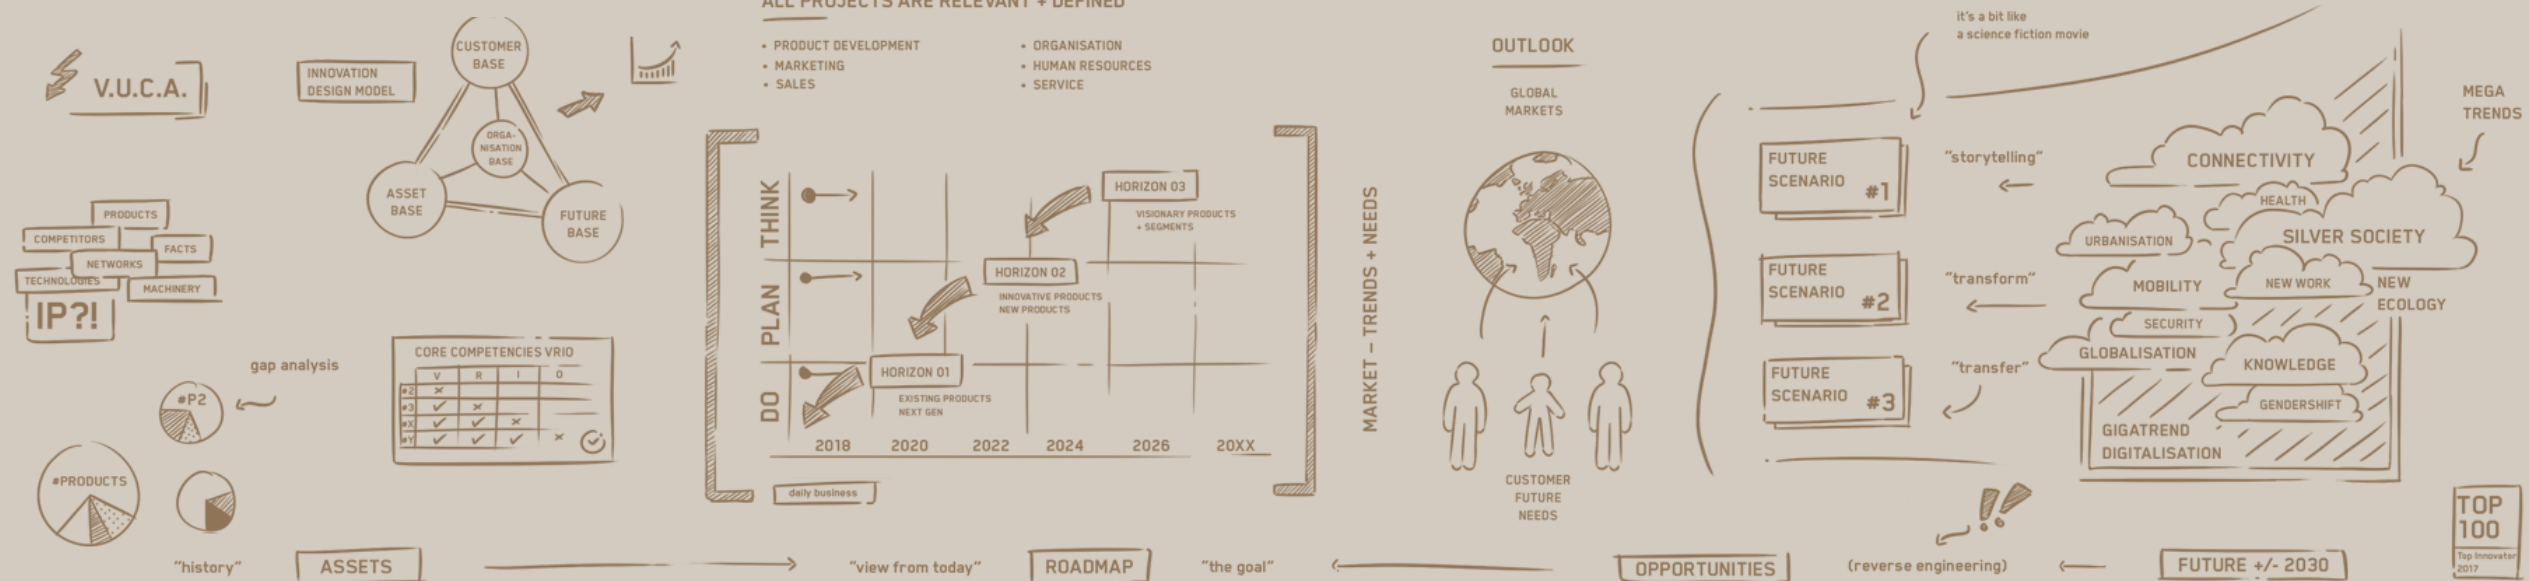 V.U.C.A.
INNOVATION
DESIGN MODEL
CUSTOMER
BASE
ORGA-
NISATION
BASE
ASSET
BASE
FUTURE
BASE
PRODUCTS
COMPETITORS
FACTS
NETWORKS
TECHNOLOGIES
MACHINERY
IP?!
gap analysis
#P2
#PRODUCTS
CORE COMPETENCIES VRIO
V R I O
#2
#3
#X
#Y
"history"
ASSETS
ALL PROJECTS ARE RELEVANT + DEFINED
• PRODUCT DEVELOPMENT
• MARKETING
• SALES
• ORGANISATION
• HUMAN RESOURCES
• SERVICE
THINK
PLAN
DO
HORIZON 03
VISIONARY PRODUCTS
+ SEGMENTS
HORIZON 02
INNOVATIVE PRODUCTS
NEW PRODUCTS
HORIZON 01
EXISTING PRODUCTS
NEXT GEN
2018 2020 2022 2024 2026 20XX
daily business
"view from today"
ROADMAP
"the goal"
MARKET – TRENDS + NEEDS
OUTLOOK
GLOBAL
MARKETS
CUSTOMER
FUTURE
NEEDS
OPPORTUNITIES
it's a bit like
a science fiction movie
FUTURE
SCENARIO #1
"storytelling"
FUTURE
SCENARIO #2
"transform"
FUTURE
SCENARIO #3
"transfer"
MEGA
TRENDS
CONNECTIVITY
HEALTH
URBANISATION
SILVER SOCIETY
MOBILITY
NEW WORK
NEW
ECOLOGY
SECURITY
GLOBALISATION
KNOWLEDGE
GENDERSHIFT
GIGATREND
DIGITALISATION
(reverse engineering)
FUTURE +/- 2030
TOP
100
Top Innovator
2017